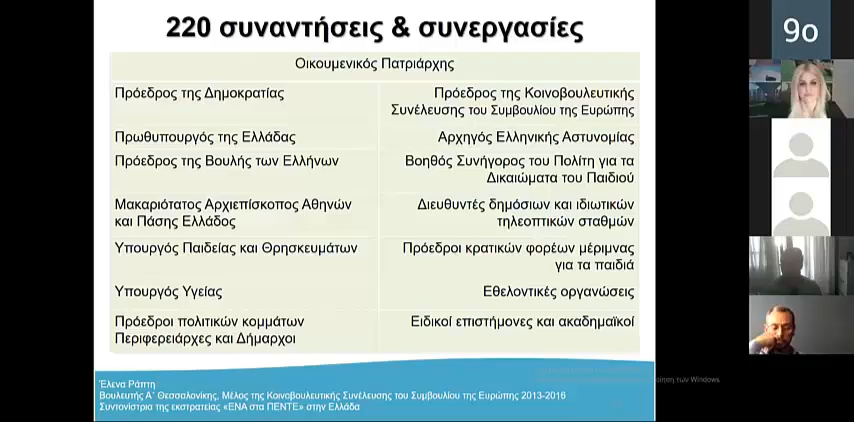 220 συναντήσεις & συνεργασίες
Οικουμενικός Πατριάρχης
Πρόεδρος της Δημοκρατίας
Πρόεδρος της Κοινοβουλευτικής
Συνέλευσης του Συμβουλίου της Ευρώπης
Πρωθυπουργός της Ελλάδας
Αρχηγός Ελληνικής Αστυνομίας
Πρόεδρος της Βουλής των Ελλήνων
Βοηθός Συνήγορος του Πολίτη για τα
Δικαιώματα του Παιδιού
Μακαριότατος Αρχιεπίσκοπος Αθηνών
και Πάσης Ελλάδος
Διευθυντές δημόσιων και ιδιωτικών
τηλεοπτικών σταθμών
Υπουργός Παιδείας και Θρησκευμάτων
Πρόεδροι κρατικών φορέων μέριμνας
για τα παιδιά
Υπουργός Υγείας
Εθελοντικές οργανώσεις
Πρόεδροι πολιτικών κομμάτων
Περιφερειάρχες και Δήμαρχοι
Ειδικοί επιστήμονες και ακαδημαϊκοί
Έλενα Ράπτη
Βουλευτής Α΄ Θεσσαλονίκης, Μέλος της Κοινοβουλευτικής Συνέλευσης του Συμβουλίου της Ευρώπης 2013-2016
Συντονίστρια της εκστρατείας «ΕΝΑ στα ΠΕΝΤΕ» στην Ελλάδα
των Windows
9ο